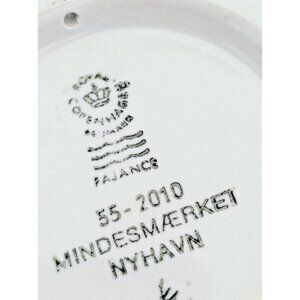 ROYAL
COPENHAGEN
DENMARK
FAJANCE
55-2010
MINDESMÆRKET
NYHAVN